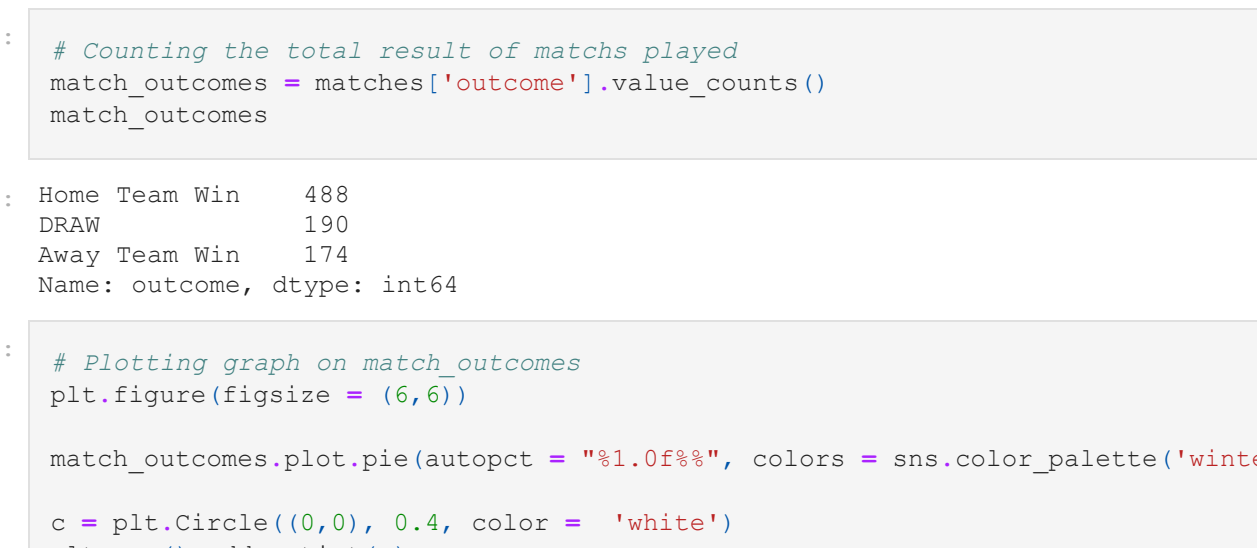 :
# Counting the total result of matchs played
match_outcomes = matches['outcome'].value_counts()
match_outcomes
:
Home Team Win    488
DRAW             190
Away Team Win    174
Name: outcome, dtype: int64
:
# Plotting graph on match_outcomes
plt.figure(figsize = (6,6))
match_outcomes.plot.pie(autopct = "%1.0f%%", colors = sns.color_palette('winte
c = plt.Circle((0,0), 0.4, color =  'white')